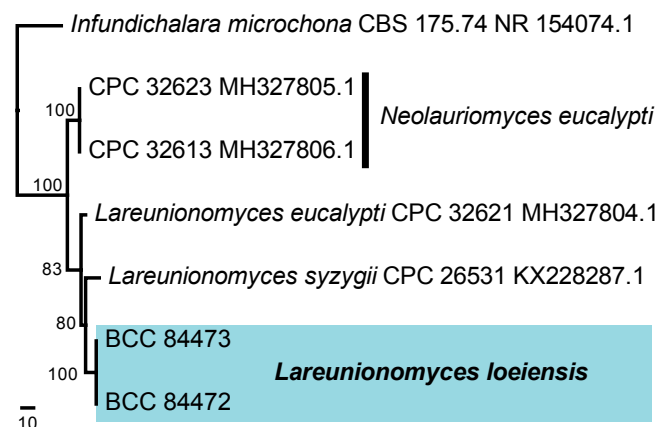 Infundichalara microchona CBS 175.74 NR 154074.1
CPC 32623 MH327805.1
100
Neolauriomyces eucalypti
CPC 32613 MH327806.1
100
Lareunionomyces eucalypti CPC 32621 MH327804.1
83
Lareunionomyces syzygii CPC 26531 KX228287.1
80
BCC 84473
100
Lareunionomyces loeiensis
BCC 84472
10